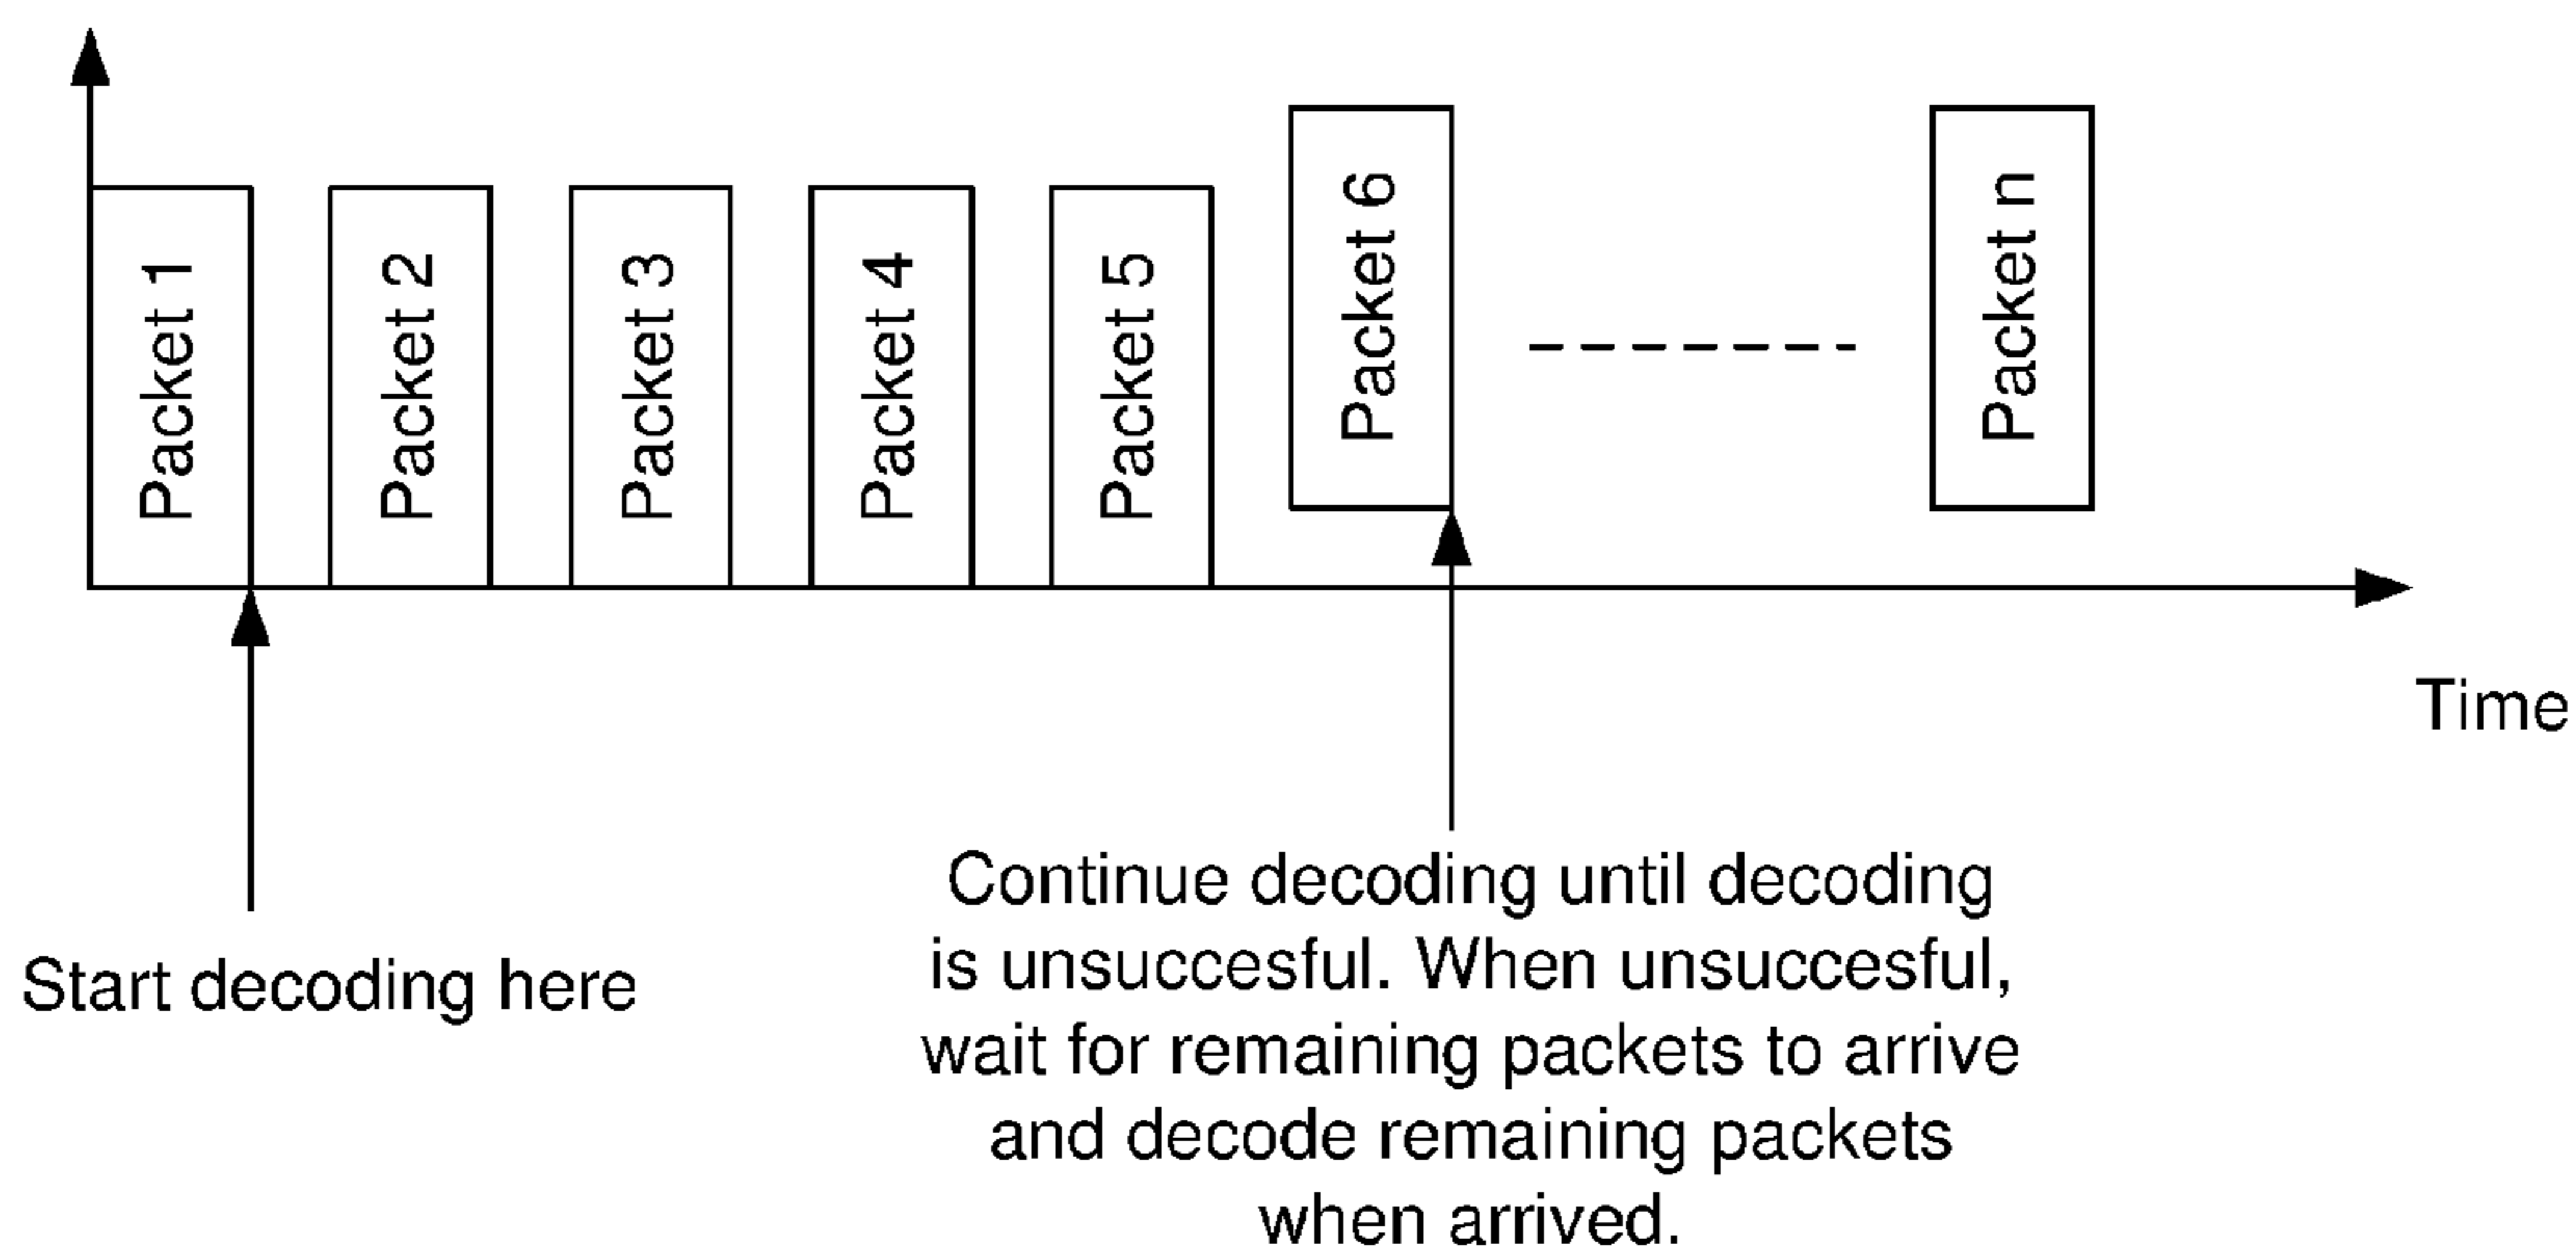 Packet 1
Packet 2
Packet 3
Packet 4
Packet 5
Packet 6
Packet n
Time
Start decoding here
Continue decoding until decoding
is unsuccesful. When unsuccesful,
wait for remaining packets to arrive
and decode remaining packets
when arrived.